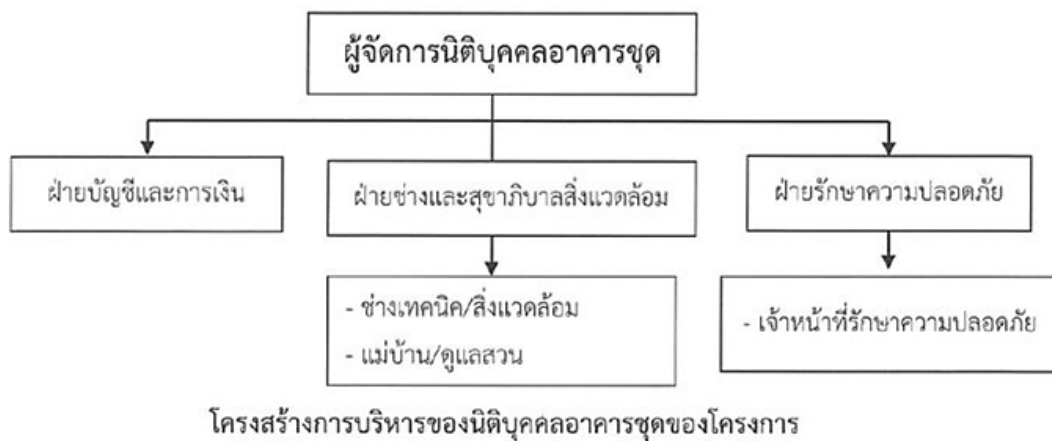 ผู้จัดการนิติบุคคลอาคารชุด
ฝ่ายบัญชีและการเงิน
ฝ่ายช่างและสุขาภิบาลสิ่งแวดล้อม
ฝ่ายรักษาความปลอดภัย
- ช่างเทคนิค/สิ่งแวดล้อม
- แม่บ้าน/ดูแลสวน
- เจ้าหน้าที่รักษาความปลอดภัย
โครงสร้างการบริหารของนิติบุคคลอาคารชุดของโครงการ